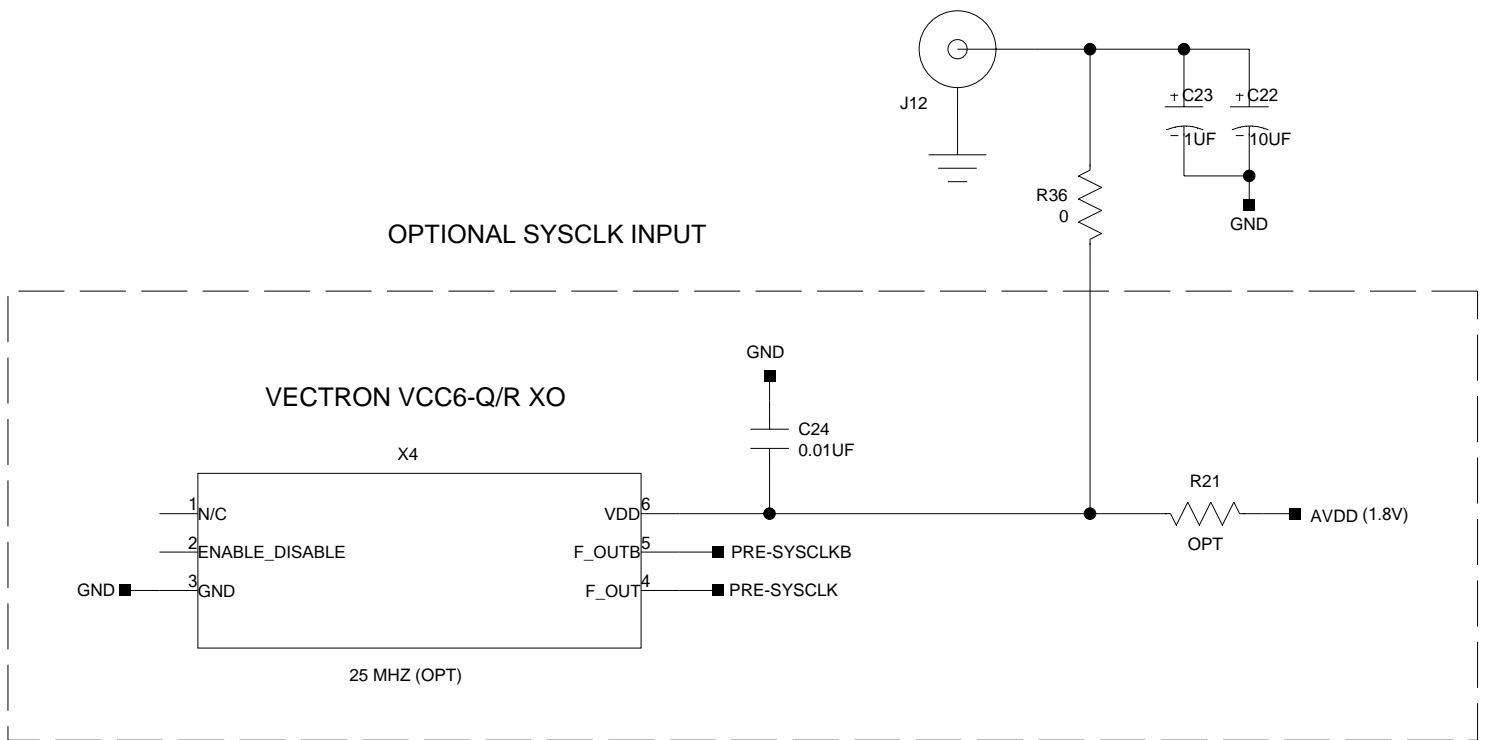 J12
+ C23
- 1UF
+ C22
- 10UF
GND
R36
0
OPTIONAL SYSCLK INPUT
GND
VECTRON VCC6-Q/R XO
C24
0.01UF
X4
R21
OPT
AVDD (1.8V)
1
N/C
2
ENABLE_DISABLE
GND
3
GND
VDD
6
F_OUTB
5
PRE-SYSCLKB
F_OUT
4
PRE-SYSCLK
25 MHZ (OPT)